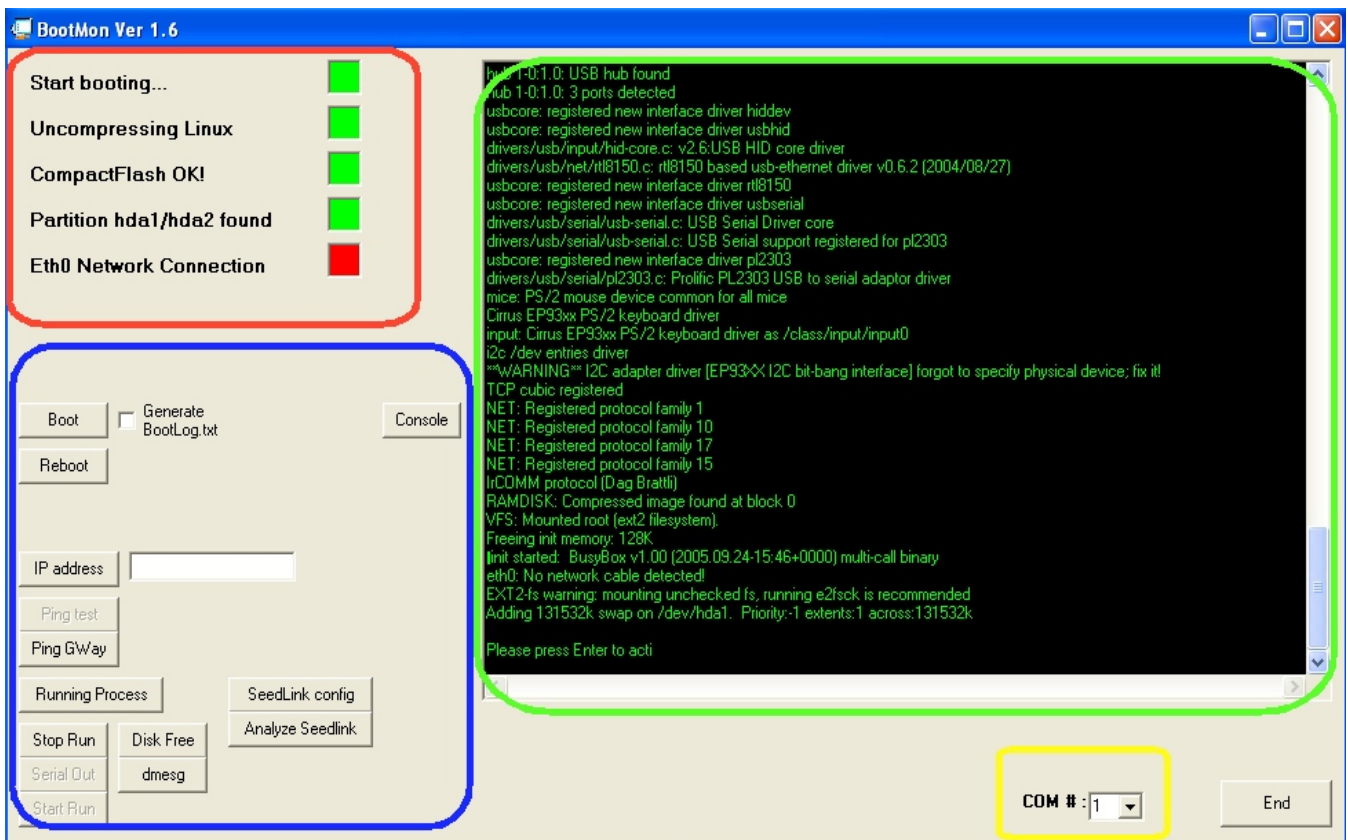 BootMon Ver 1.6
Start booting...
Uncompressing Linux
CompactFlash OK!
Partition hda1/hda2 found
Eth0 Network Connection
Boot
Generate
BootLog.txt
Console
Reboot
IP address
Ping test
Ping GWay
Running Process
SeedLink config
Analyze Seedlink
Stop Run
Disk Free
Serial Out
dmesg
Start Run
hub 1-0:1.0: USB hub found
hub 1-0:1.0: 3 ports detected
usbcore: registered new interface driver hiddev
usbcore: registered new interface driver usbhid
drivers/usb/input/hid-core.c: v2.6:USB HID core driver
drivers/usb/net/rtl8150.c: rtl8150 based usb-ethernet driver v0.6.2 (2004/08/27)
usbcore: registered new interface driver rtl8150
usbcore: registered new interface driver usbserial
drivers/usb/serial/usb-serial.c: USB Serial Driver core
drivers/usb/serial/usb-serial.c: USB Serial support registered for pl2303
usbcore: registered new interface driver pl2303
drivers/usb/serial/pl2303.c: Prolific PL2303 USB to serial adaptor driver
mice: PS/2 mouse device common for all mice
Cirrus EP93xx PS/2 keyboard driver
input: Cirrus EP93xx PS/2 keyboard driver as /class/input/input0
i2c /dev entries driver
**WARNING** I2C adapter driver [EP93XX I2C bit-bang interface] forgot to specify physical device; fix it!
TCP cubic registered
NET: Registered protocol family 1
NET: Registered protocol family 10
NET: Registered protocol family 17
NET: Registered protocol family 15
IrCOMM protocol (Dag Brattli)
RAMDISK: Compressed image found at block 0
VFS: Mounted root (ext2 filesystem).
Freeing init memory: 128K
init started:  BusyBox v1.00 (2005.09.24-15:46+0000) multi-call binary
eth0: No network cable detected!
EXT2-fs warning: mounting unchecked fs, running e2fsck is recommended
Adding 131532k swap on /dev/hda1.  Priority:-1 extents:1 across:131532k
Please press Enter to acti
COM # : 1
End